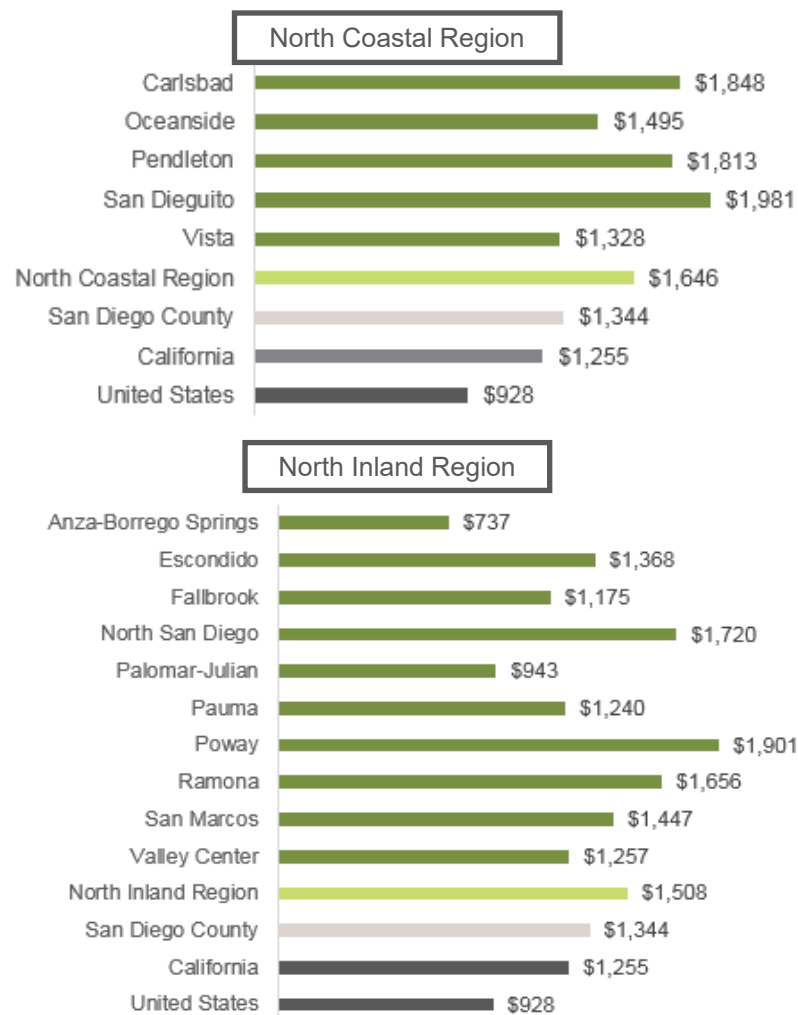 North Coastal Region
Carlsbad $1,848
Oceanside $1,495
Pendleton $1,813
San Dieguito $1,981
Vista $1,328
North Coastal Region $1,646
San Diego County $1,344
California $1,255
United States $928
North Inland Region
Anza-Borrego Springs $737
Escondido $1,368
Fallbrook $1,175
North San Diego $1,720
Palomar-Julian $943
Pauma $1,240
Poway $1,901
Ramona $1,656
San Marcos $1,447
Valley Center $1,257
North Inland Region $1,508
San Diego County $1,344
California $1,255
United States $928